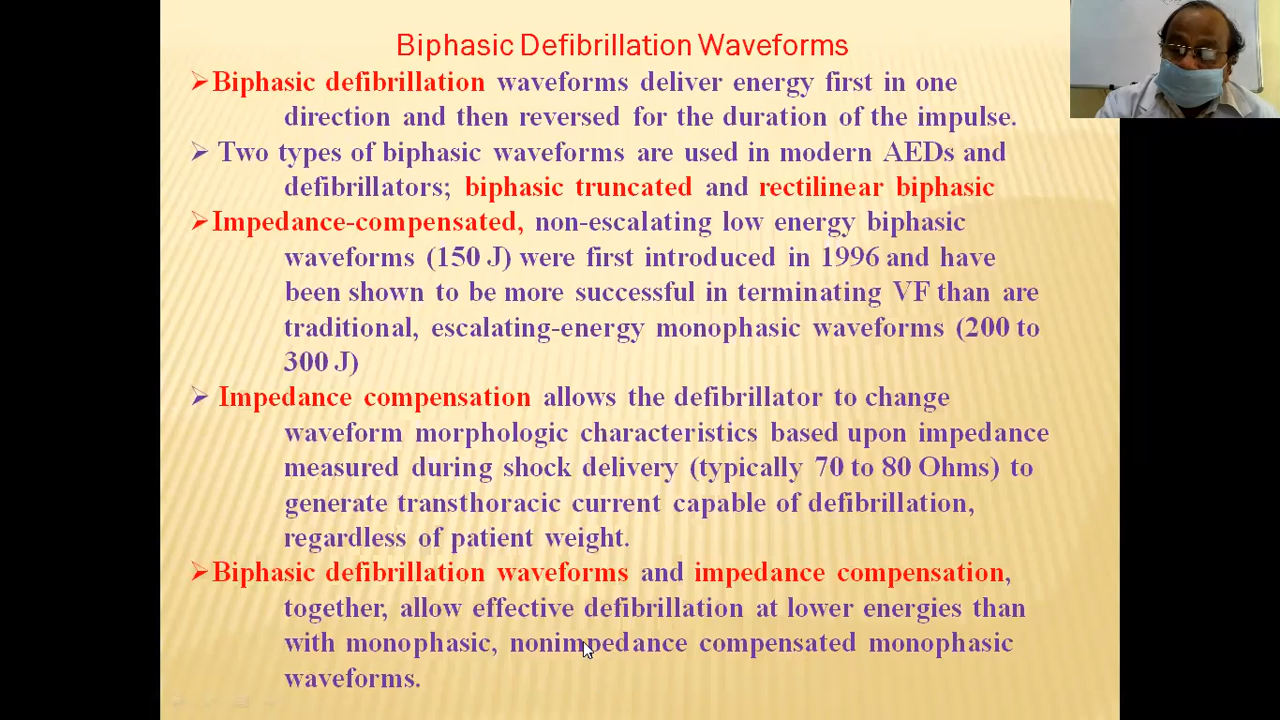 Biphasic Defibrillation Waveforms
➢Biphasic defibrillation waveforms deliver energy first in one
direction and then reversed for the duration of the impulse.
➢ Two types of biphasic waveforms are used in modern AEDs and
defibrillators; biphasic truncated and rectilinear biphasic
➢Impedance-compensated, non-escalating low energy biphasic
waveforms (150 J) were first introduced in 1996 and have
been shown to be more successful in terminating VF than are
traditional, escalating-energy monophasic waveforms (200 to
300 J)
➢ Impedance compensation allows the defibrillator to change
waveform morphologic characteristics based upon impedance
measured during shock delivery (typically 70 to 80 Ohms) to
generate transthoracic current capable of defibrillation,
regardless of patient weight.
➢Biphasic defibrillation waveforms and impedance compensation,
together, allow effective defibrillation at lower energies than
with monophasic, nonimpedance compensated monophasic
waveforms.